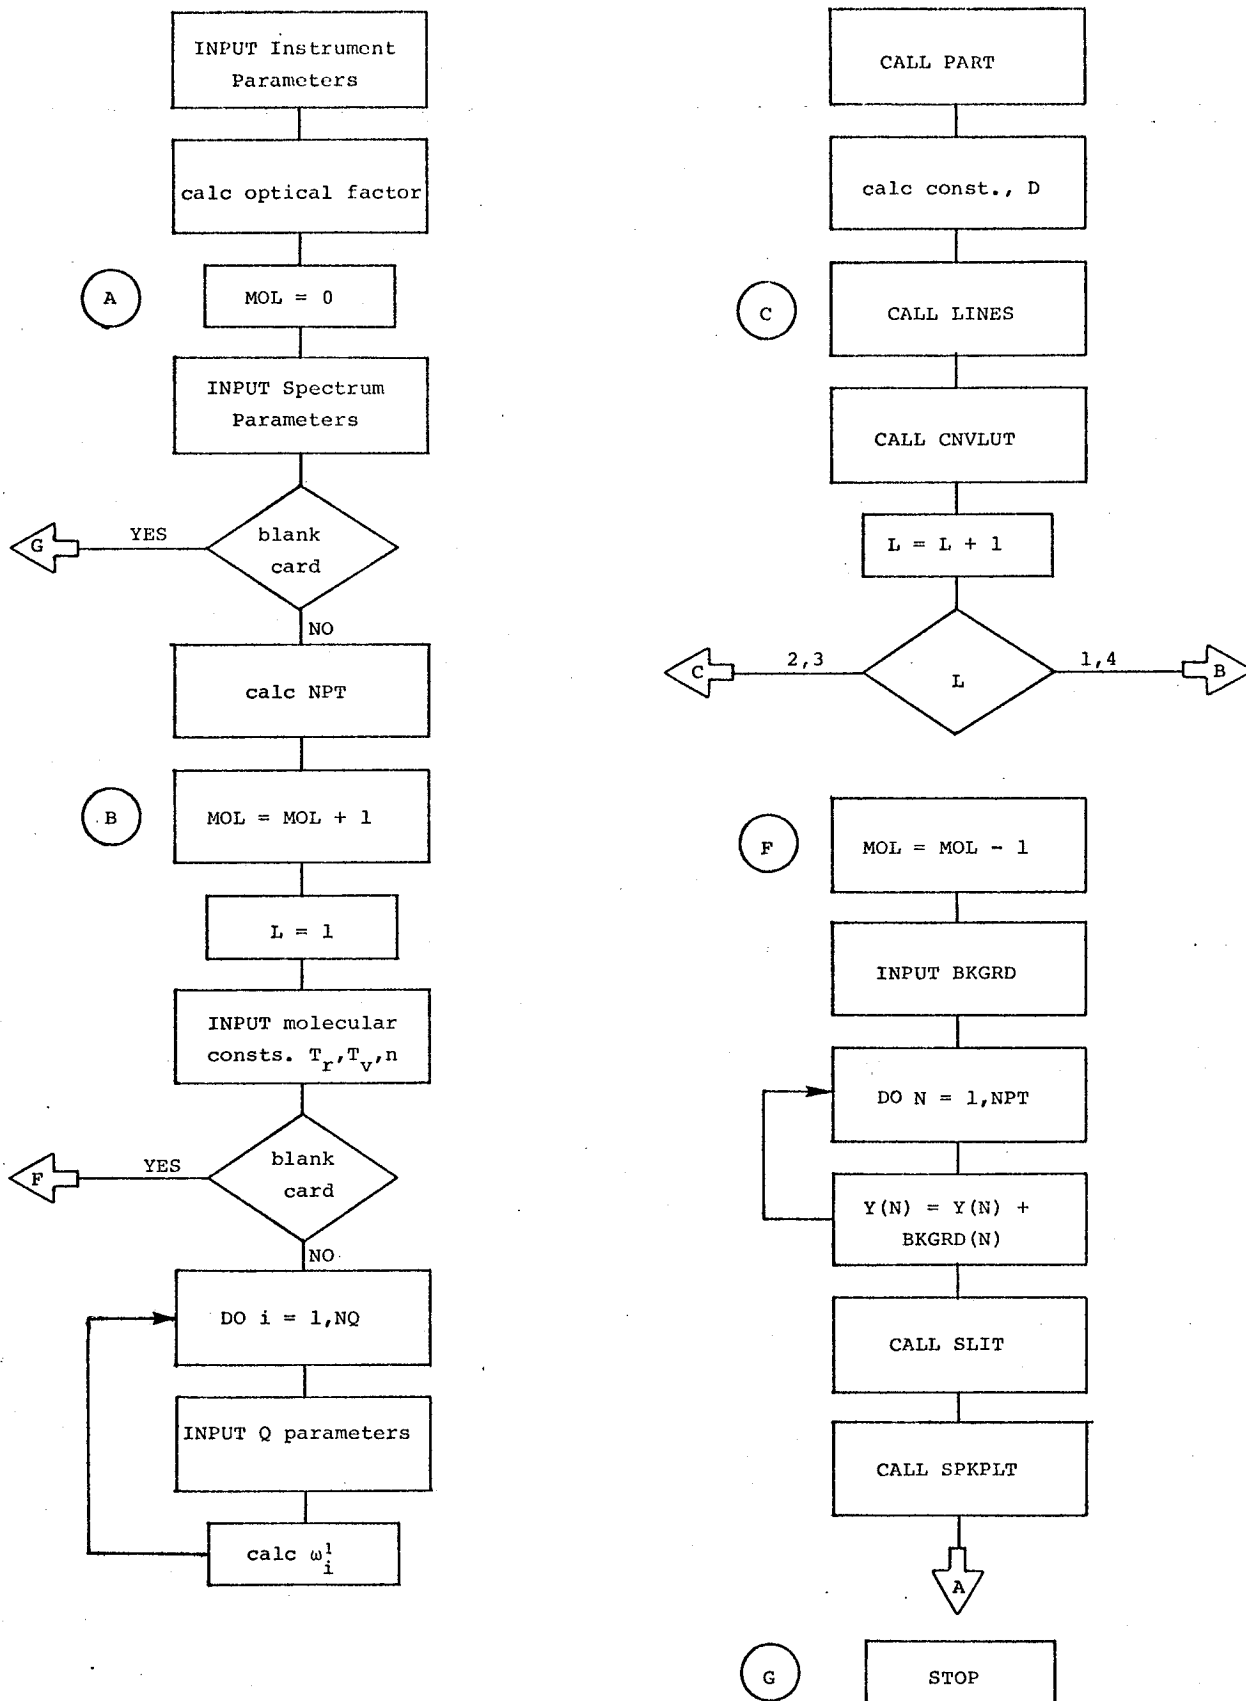 INPUT Instrument
Parameters
calc optical factor
A
MOL = 0
INPUT Spectrum
Parameters
G
YES
blank
card
NO
calc NPT
B
MOL = MOL + 1
L = 1
INPUT molecular
consts. T_r,T_v,n
F
YES
blank
card
NO
DO i = 1,NQ
INPUT Q parameters
calc ω_i^1
CALL PART
calc const., D
C
CALL LINES
CALL CNVLUT
L = L + 1
C
2,3
L
1,4
B
F
MOL = MOL - 1
INPUT BKGRD
DO N = 1,NPT
Y(N) = Y(N) +
BKGRD(N)
CALL SLIT
CALL SPKPLT
A
G
STOP